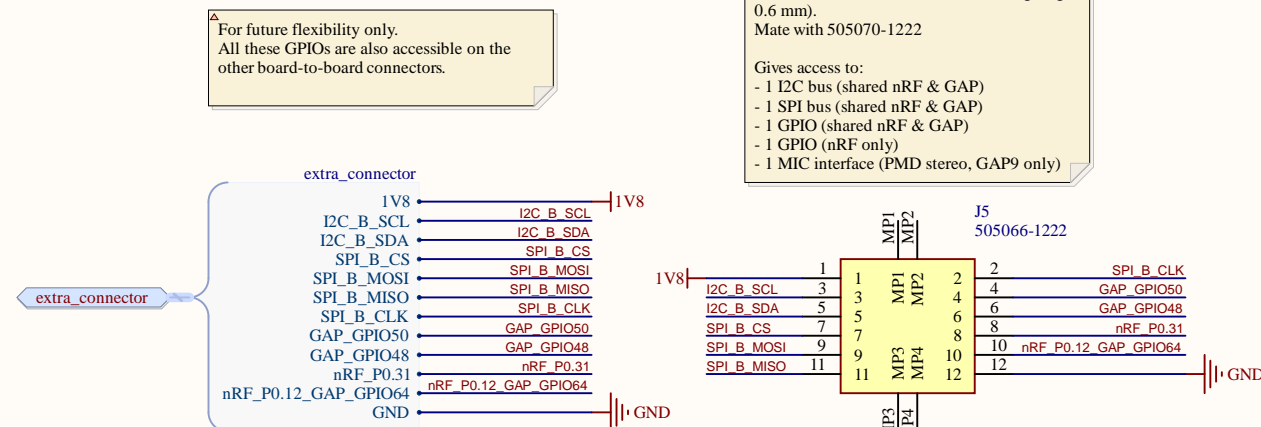 For future flexibility only.
All these GPIOs are also accessible on the
other board-to-board connectors.
0.6 mm).
Mate with 505070-1222
Gives access to:
- 1 I2C bus (shared nRF & GAP)
- 1 SPI bus (shared nRF & GAP)
- 1 GPIO (shared nRF & GAP)
- 1 GPIO (nRF only)
- 1 MIC interface (PMD stereo, GAP9 only)
extra_connector
extra_connector
1V8 1V8
I2C_B_SCL I2C_B_SCL
I2C_B_SDA I2C_B_SDA
SPI_B_CS SPI_B_CS
SPI_B_MOSI SPI_B_MOSI
SPI_B_MISO SPI_B_MISO
SPI_B_CLK SPI_B_CLK
GAP_GPIO50 GAP_GPIO50
GAP_GPIO48 GAP_GPIO48
nRF_P0.31 nRF_P0.31
nRF_P0.12_GAP_GPIO64 nRF_P0.12_GAP_GPIO64
GND GND
J5
505066-1222
MP1 MP2
1V8 1 1 MP1 MP2 2 2 SPI_B_CLK
I2C_B_SCL 3 3 4 4 GAP_GPIO50
I2C_B_SDA 5 5 6 6 GAP_GPIO48
SPI_B_CS 7 7 8 8 nRF_P0.31
SPI_B_MOSI 9 9 MP3 MP4 10 10 nRF_P0.12_GAP_GPIO64
SPI_B_MISO 11 11 12 12 GND